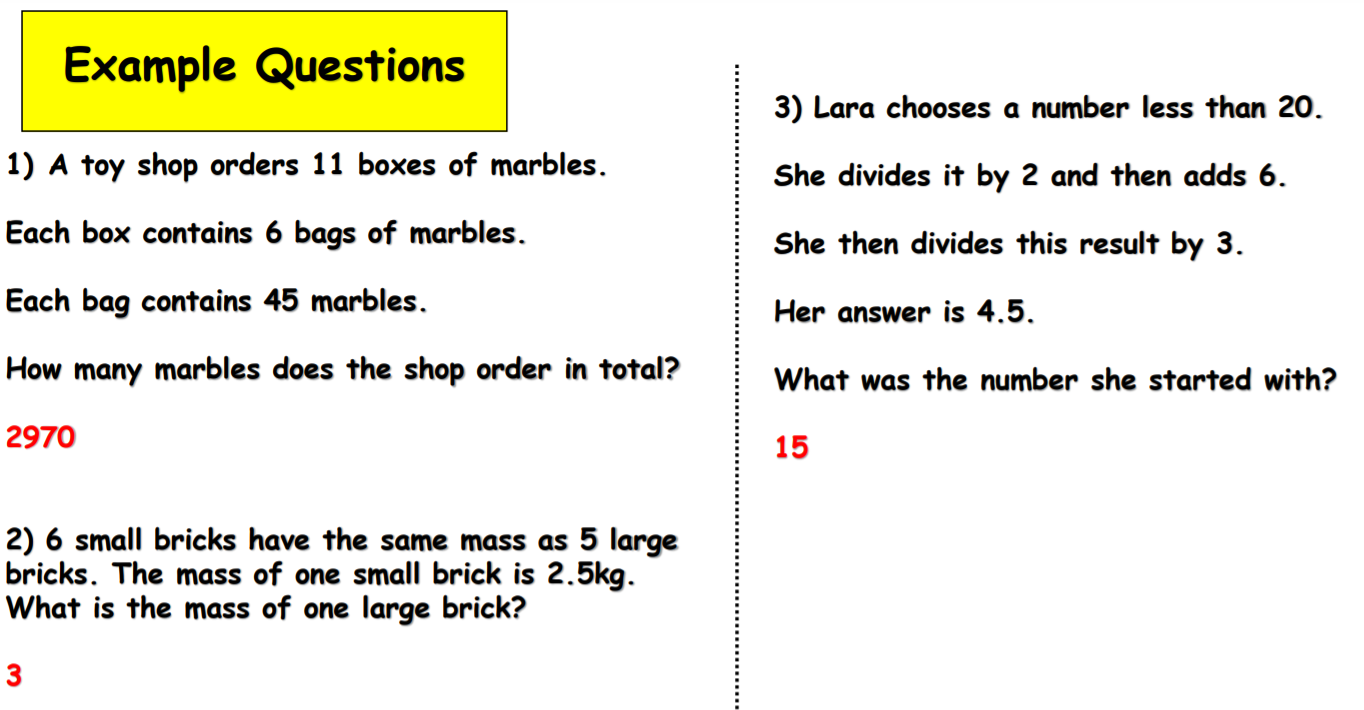 Example Questions
1) A toy shop orders 11 boxes of marbles.
Each box contains 6 bags of marbles.
Each bag contains 45 marbles.
How many marbles does the shop order in total?
2970
2) 6 small bricks have the same mass as 5 large
bricks. The mass of one small brick is 2.5kg.
What is the mass of one large brick?
3
3) Lara chooses a number less than 20.
She divides it by 2 and then adds 6.
She then divides this result by 3.
Her answer is 4.5.
What was the number she started with?
15